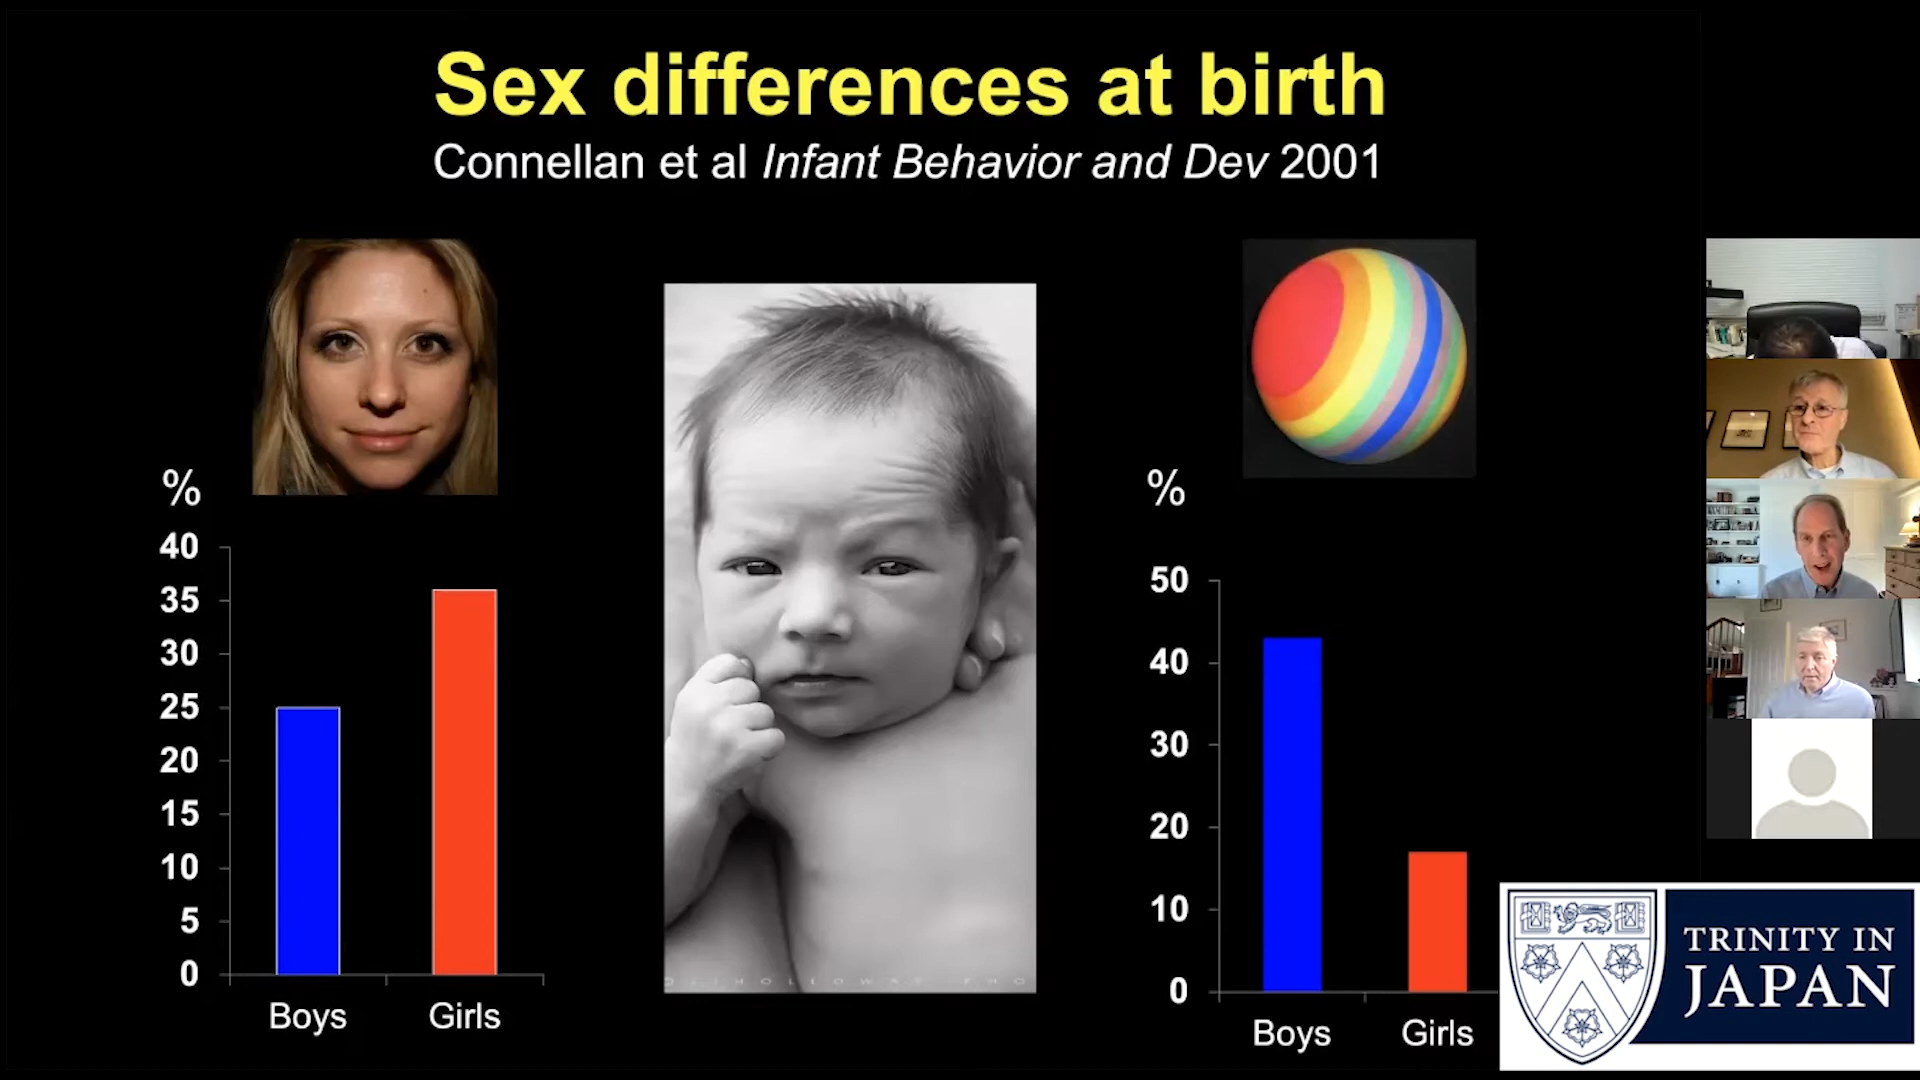 Sex differences at birth
Connellan et al Infant Behavior and Dev 2001
%
40
35
30
25
20
15
10
5
0
Boys Girls
%
50
40
30
20
10
0
Boys Girls
TRINITY IN
JAPAN